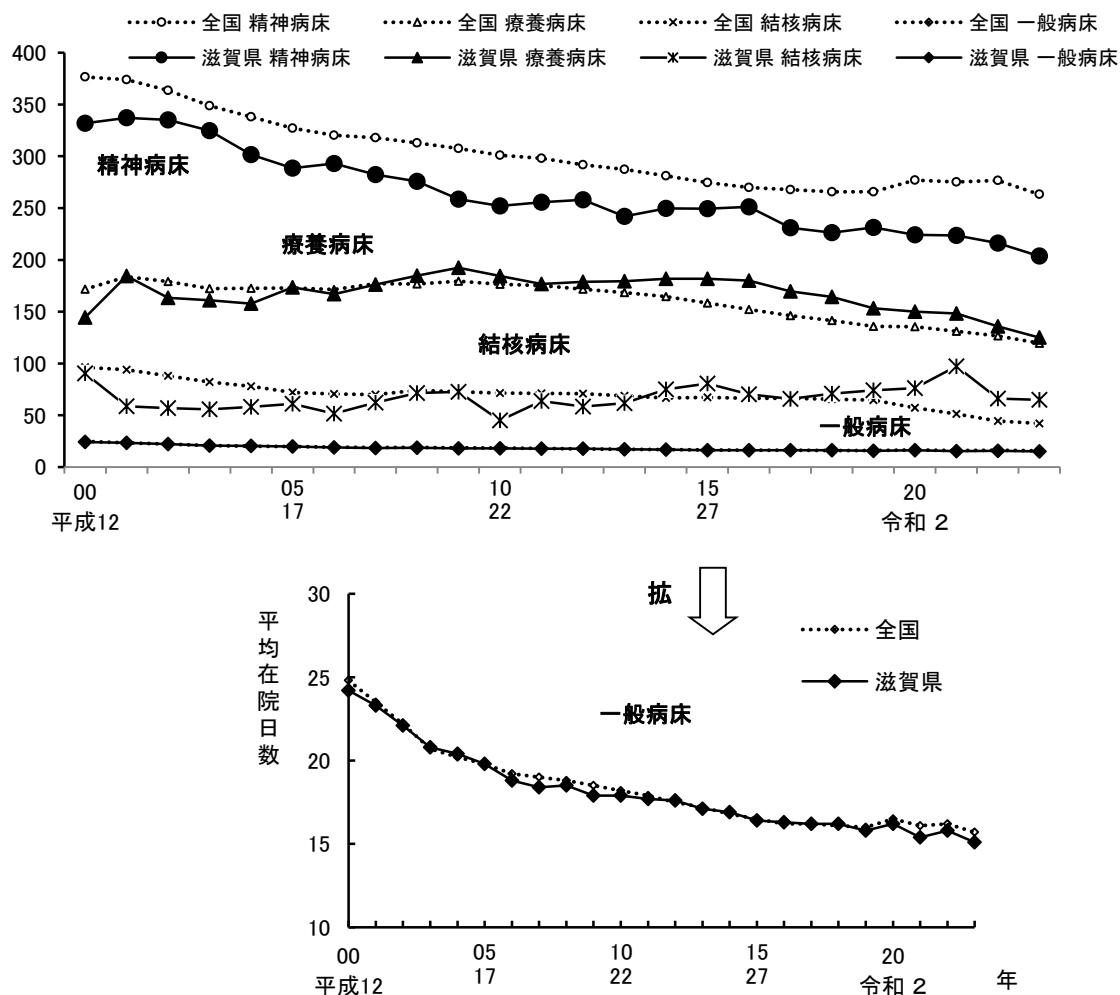 全国 精神病床 全国 療養病床 全国 結核病床 全国 一般病床
滋賀県 精神病床 滋賀県 療養病床 滋賀県 結核病床 滋賀県 一般病床
400
350
300
精神病床
250
療養病床
200
150
結核病床
100
50
一般病床
0
00 05 10 15 20
平成12 17 22 27 令和 2
拡
平均在院日数
30
全国
滋賀県
25
一般病床
20
15
10
00 05 10 15 20
平成12 17 22 27 令和 2 年